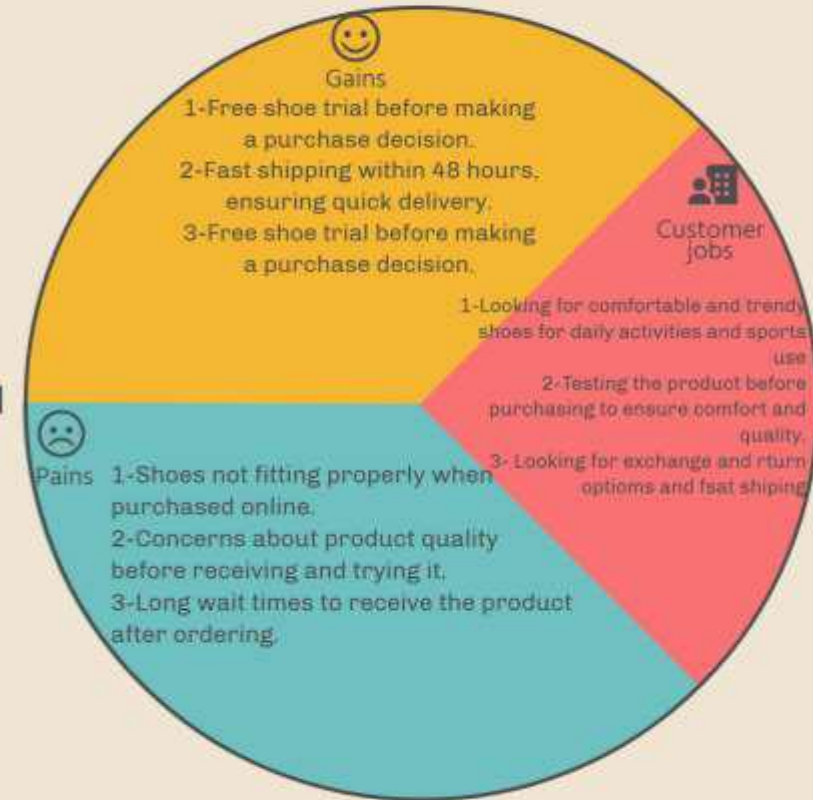 Gains
1-Free shoe trial before making
a purchase decision.
2-Fast shipping within 48 hours,
ensuring quick delivery.
3-Free shoe trial before making
a purchase decision.
Customer
jobs
1-Looking for comfortable and trendy
shoes for daily activities and sports
use
2-Testing the product before
purchasing to ensure comfort and
quality.
3- Looking for exchange and rturn
optioms and fsat shiping
Pains
1-Shoes not fitting properly when
purchased online.
2-Concerns about product quality
before receiving and trying it.
3-Long wait times to receive the product
after ordering.